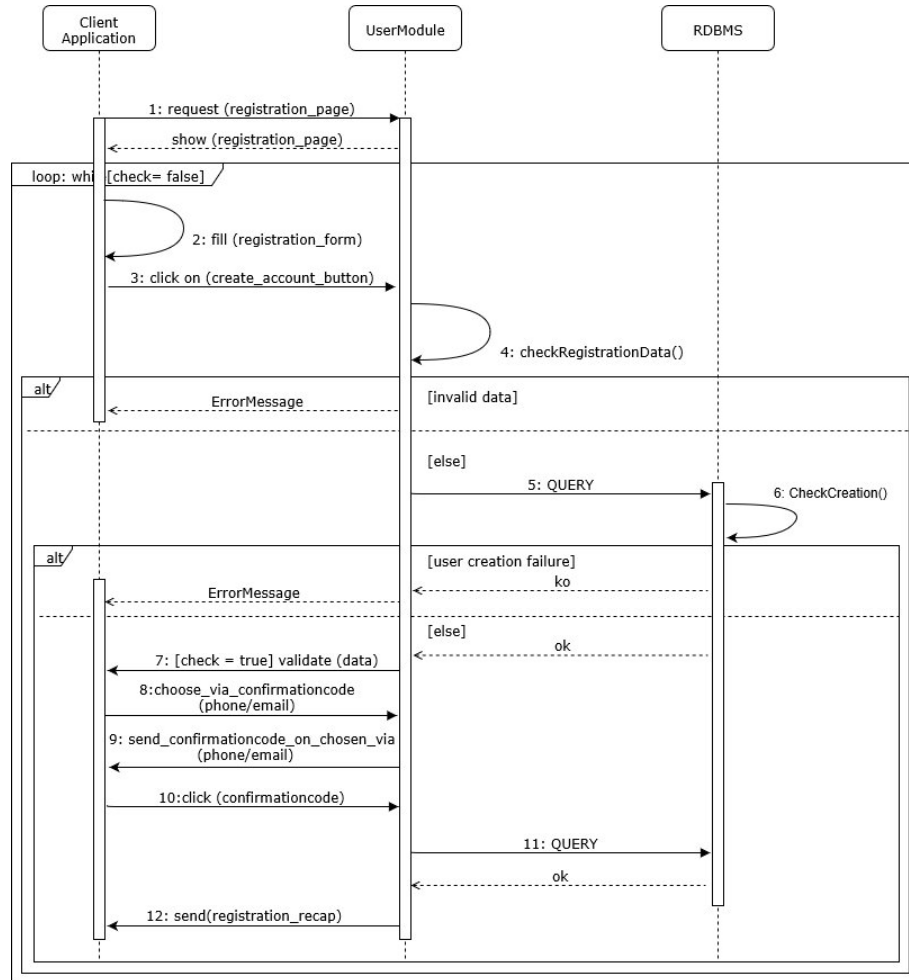 Client
Application
UserModule
RDBMS
1: request (registration_page)
show (registration_page)
loop: whi [check= false]
2: fill (registration_form)
3: click on (create_account_button)
4: checkRegistrationData()
alt
[invalid data]
ErrorMessage
[else]
5: QUERY
6: CheckCreation()
alt
[user creation failure]
ko
ErrorMessage
[else]
ok
7: [check = true] validate (data)
8:choose_via_confirmationcode
(phone/email)
9: send_confirmationcode_on_chosen_via
(phone/email)
10:click (confirmationcode)
11: QUERY
ok
12: send(registration_recap)